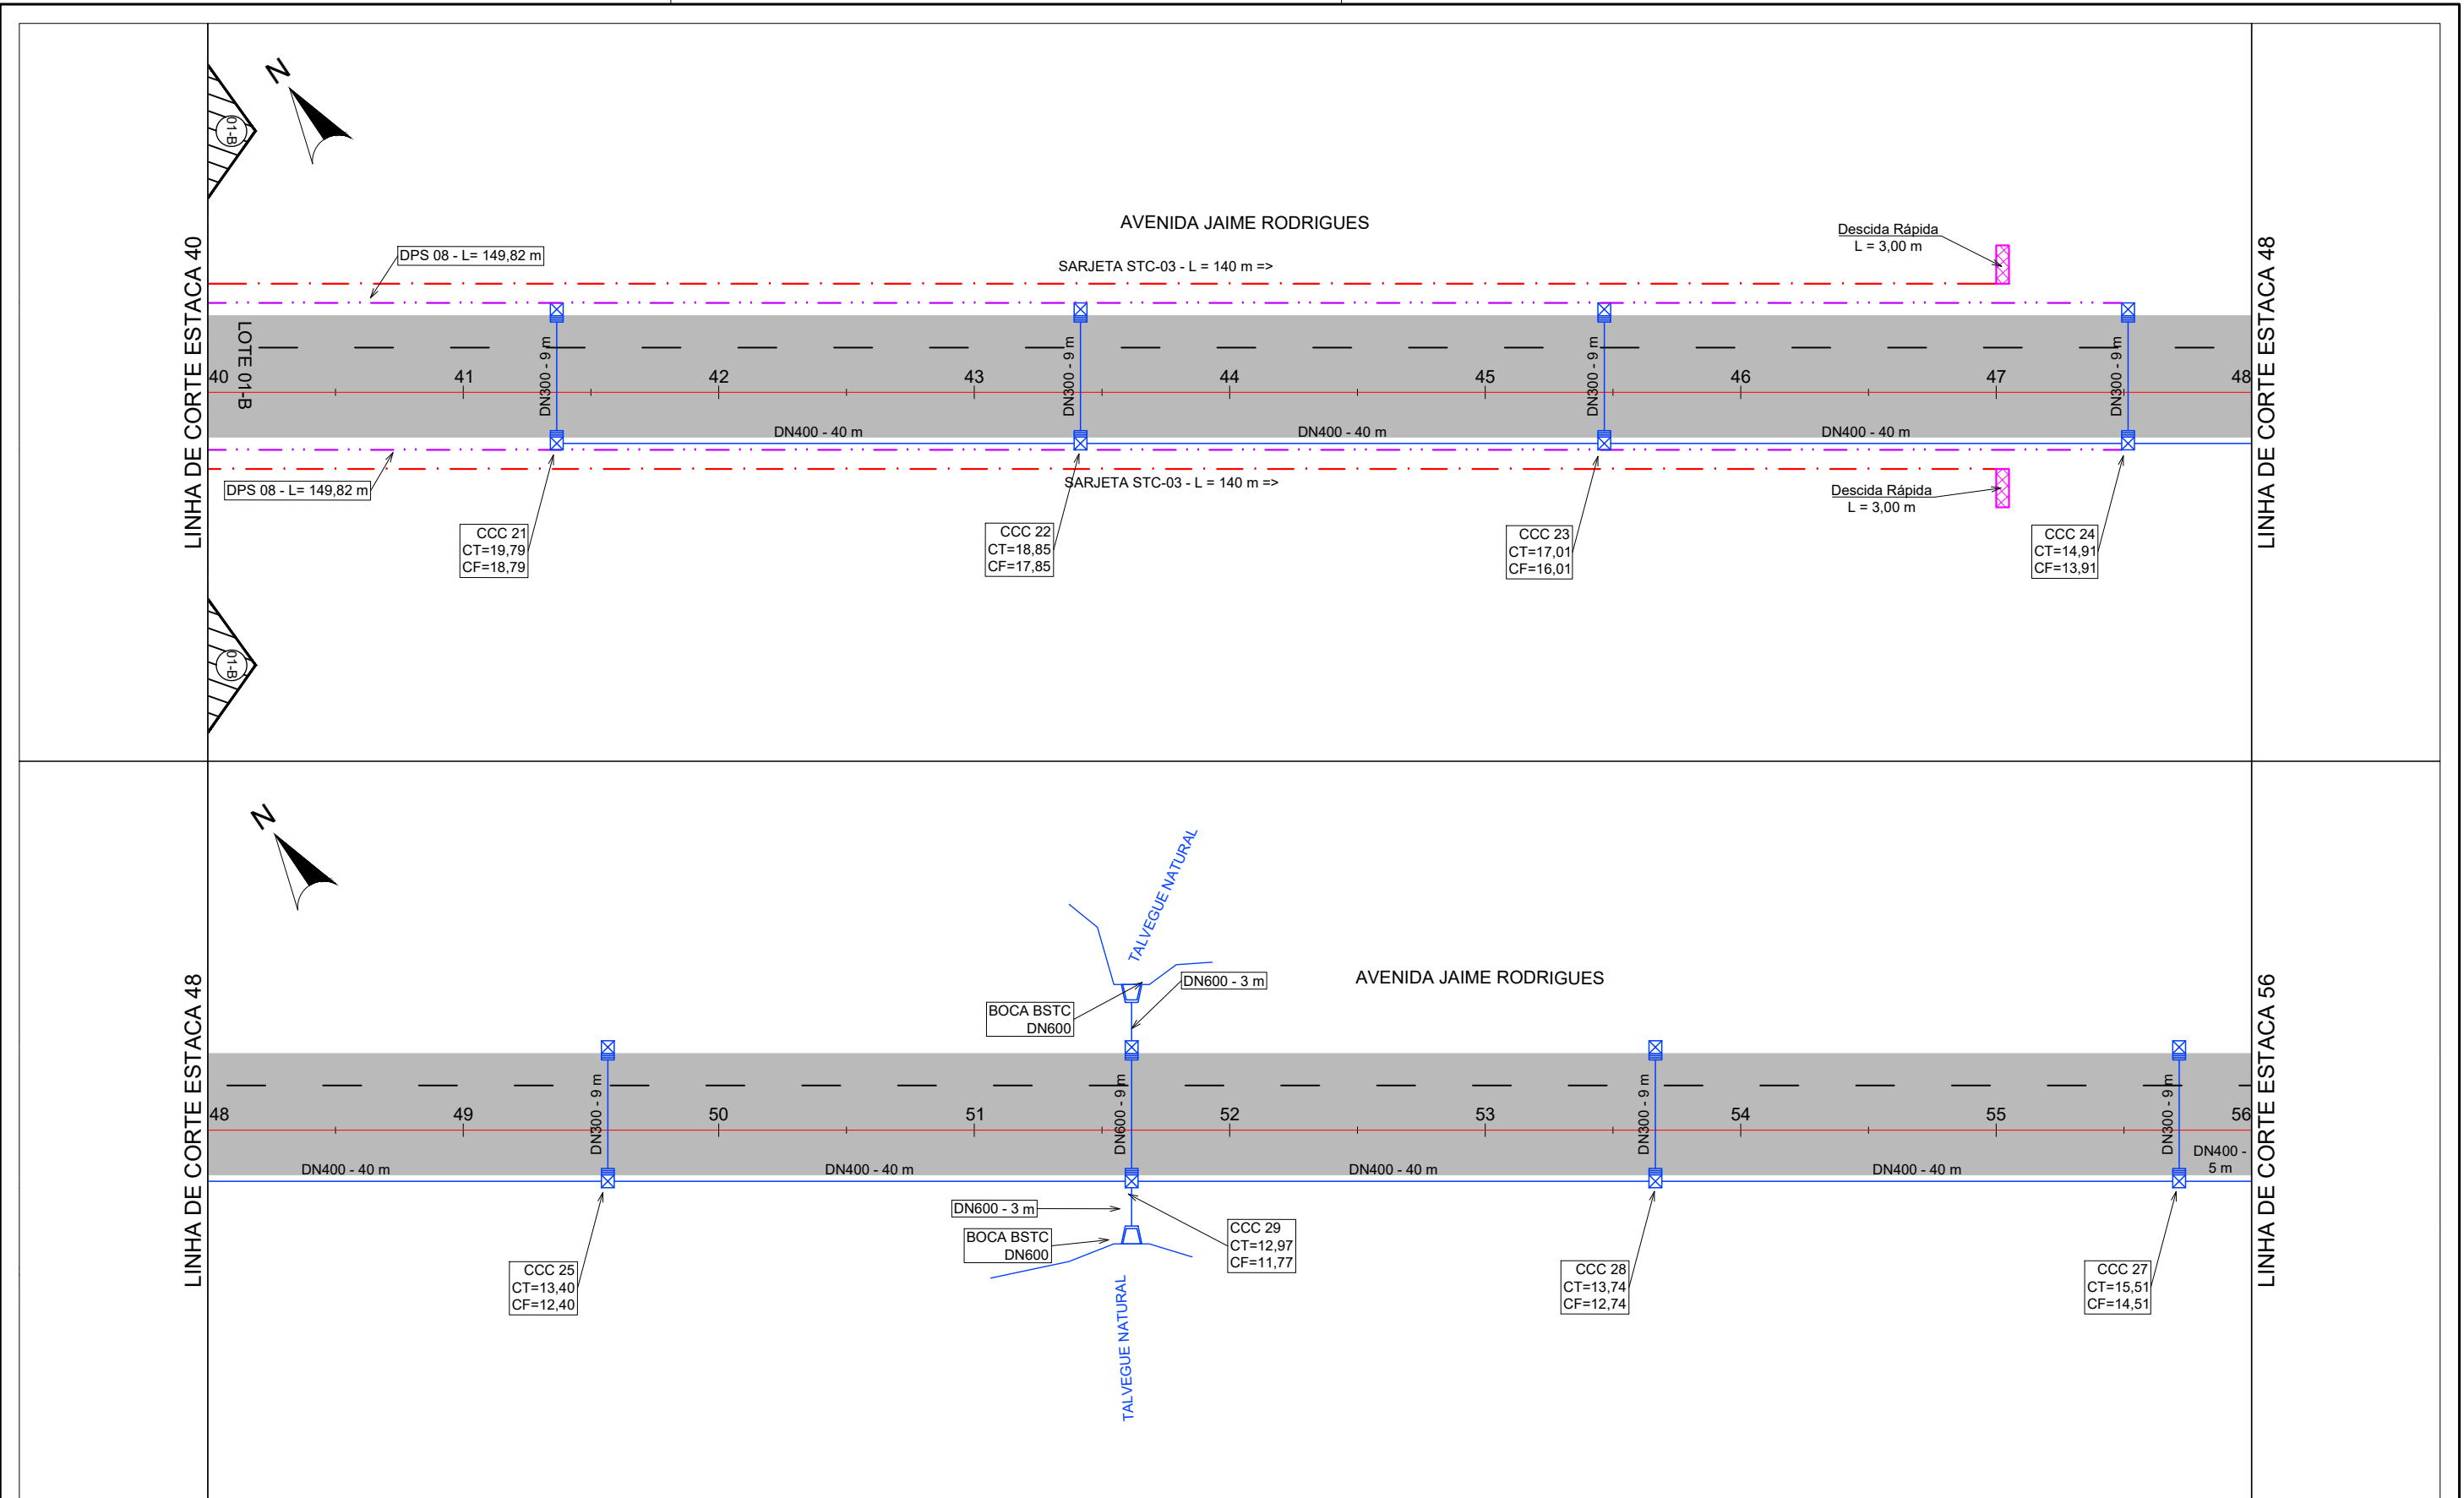 N
01-B
AVENIDA JAIME RODRIGUES
Descida Rápida
L = 3,00 m
DPS 08 - L= 149,82 m
SARJETA STC-03 - L = 140 m =>
LINHA DE CORTE ESTACA 40
LINHA DE CORTE ESTACA 48
LOTE 01-B
DN300 - 9 m
DN300 - 9 m
DN300 - 9 m
DN300 - 9 m
40
41
42
43
44
45
46
47
48
DN400 - 40 m
DN400 - 40 m
DN400 - 40 m
DPS 08 - L= 149,82 m
SARJETA STC-03 - L = 140 m =>
Descida Rápida
L = 3,00 m
CCC 21
CT=19,79
CF=18,79
CCC 22
CT=18,85
CF=17,85
CCC 23
CT=17,01
CF=16,01
CCC 24
CT=14,91
CF=13,91
01-B
N
TALVEGUE NATURAL
AVENIDA JAIME RODRIGUES
DN600 - 3 m
BOCA BSTC
DN600
LINHA DE CORTE ESTACA 48
LINHA DE CORTE ESTACA 56
DN300 - 9 m
DN600 - 9 m
DN300 - 9 m
DN300 - 9 m
48
49
50
51
52
53
54
55
56
DN400 - 40 m
DN400 - 40 m
DN400 - 40 m
DN400 - 40 m
DN400 -
5 m
DN600 - 3 m
BOCA BSTC
DN600
CCC 29
CT=12,97
CF=11,77
CCC 25
CT=13,40
CF=12,40
CCC 28
CT=13,74
CF=12,74
CCC 27
CT=15,51
CF=14,51
TALVEGUE NATURAL